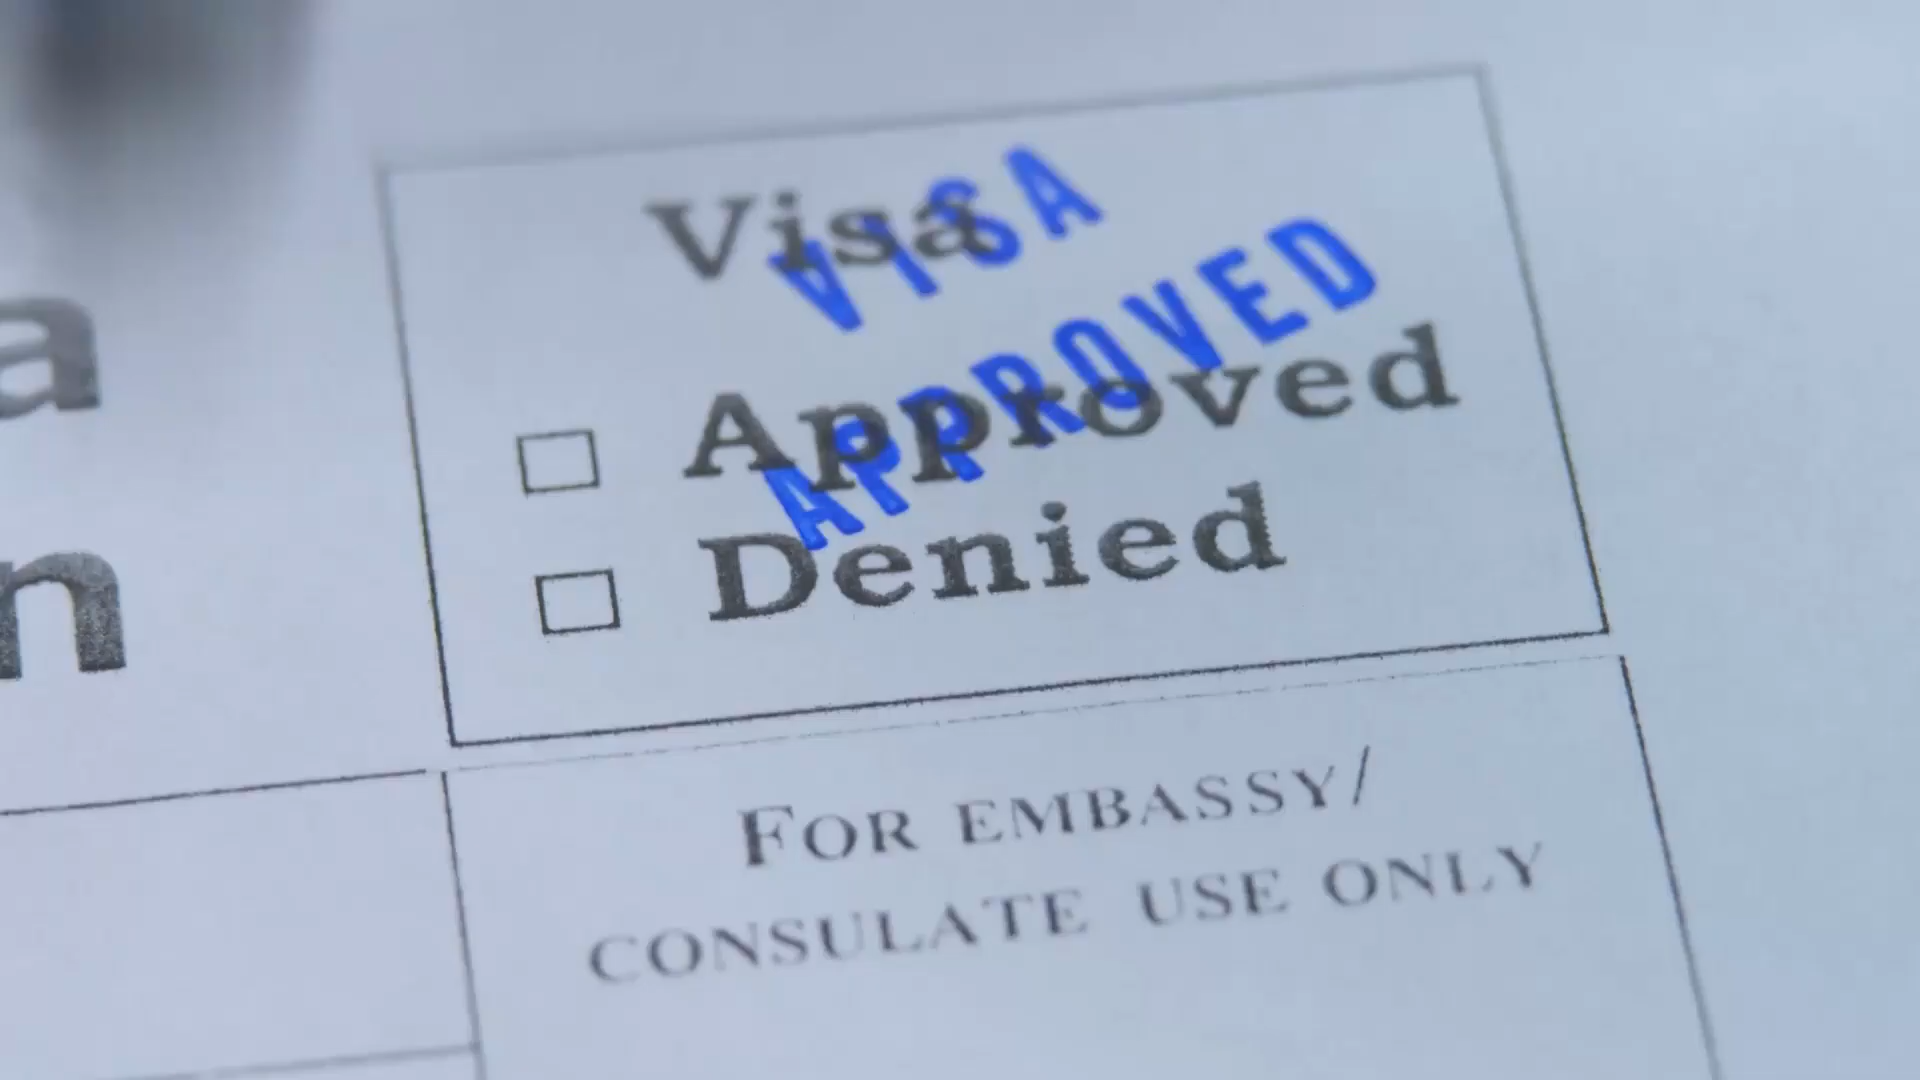 Visa
VISA
APPROVED
Approved
Denied
a
n
FOR EMBASSY/
CONSULATE USE ONLY